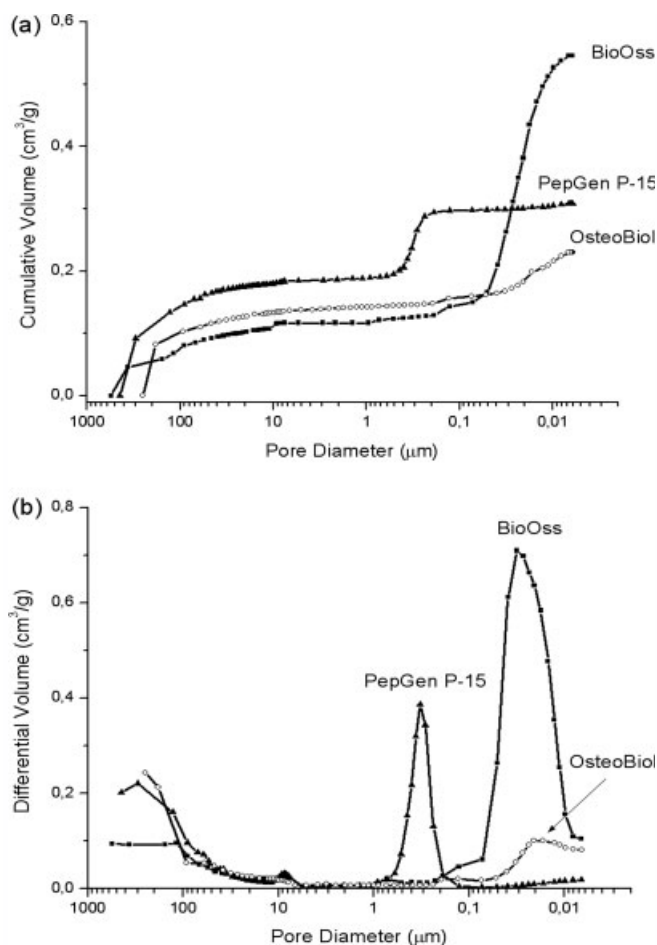 (a)
0,6
BioOss
0,4
PepGen P-15
OsteoBiol
0,2
0,0
Cumulative Volume (cm³/g)
1000 100 10 1 0,1 0,01
Pore Diameter (μm)
(b)
0,8
BioOss
0,6
PepGen P-15
0,4
OsteoBiol
0,2
0,0
Differential Volume (cm³/g)
1000 100 10 1 0,1 0,01
Pore Diameter (μm)